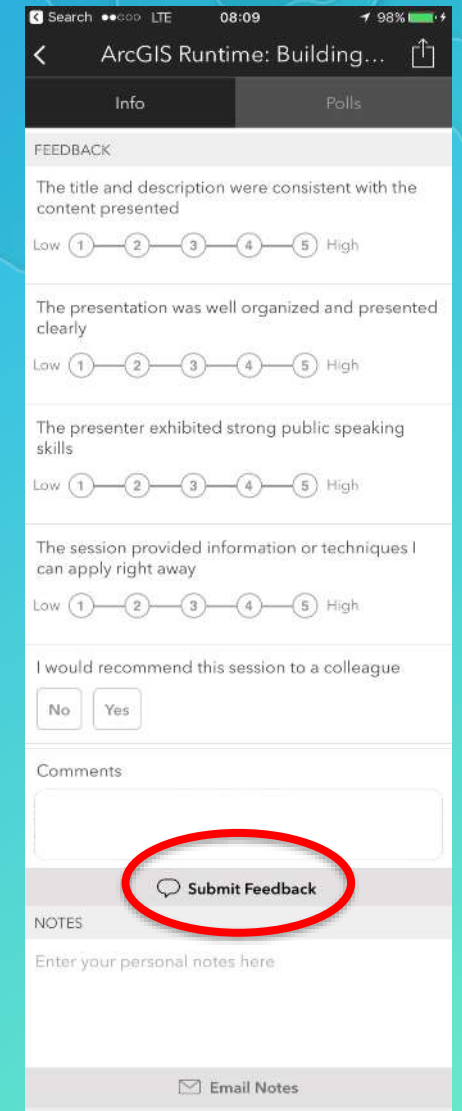 Search LTE 08:09 98%
ArcGIS Runtime: Building...
Info Polls
FEEDBACK
The title and description were consistent with the
content presented
Low 1 2 3 4 5 High
The presentation was well organized and presented
clearly
Low 1 2 3 4 5 High
The presenter exhibited strong public speaking
skills
Low 1 2 3 4 5 High
The session provided information or techniques I
can apply right away
Low 1 2 3 4 5 High
I would recommend this session to a colleague
No Yes
Comments
Submit Feedback
NOTES
Enter your personal notes here
Email Notes